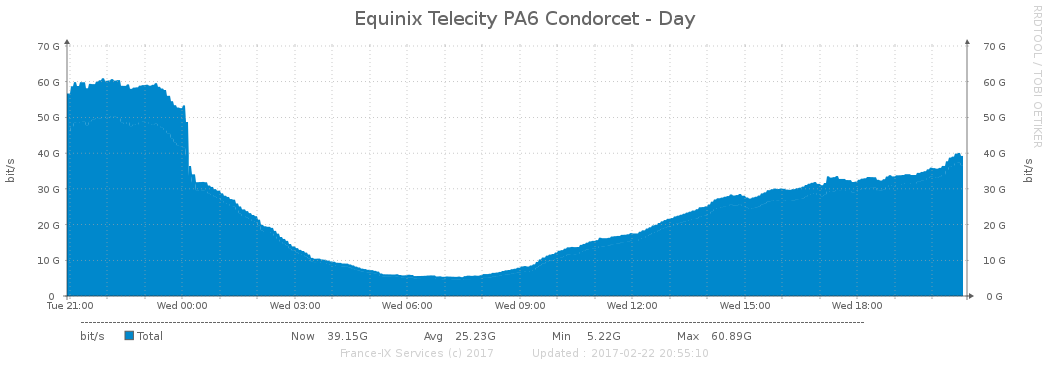 Equinix Telecity PA6 Condorcet - Day
RRDTOOL / TOBI OETIKER
bit/s
70 G 70 G
60 G 60 G
50 G 50 G
40 G 40 G
30 G 30 G
20 G 20 G
10 G 10 G
0 0 G
bit/s
Tue 21:00 Wed 00:00 Wed 03:00 Wed 06:00 Wed 09:00 Wed 12:00 Wed 15:00 Wed 18:00
bit/s Total Now 39.15G Avg 25.23G Min 5.22G Max 60.89G
France-IX Services (c) 2017 Updated : 2017-02-22 20:55:10